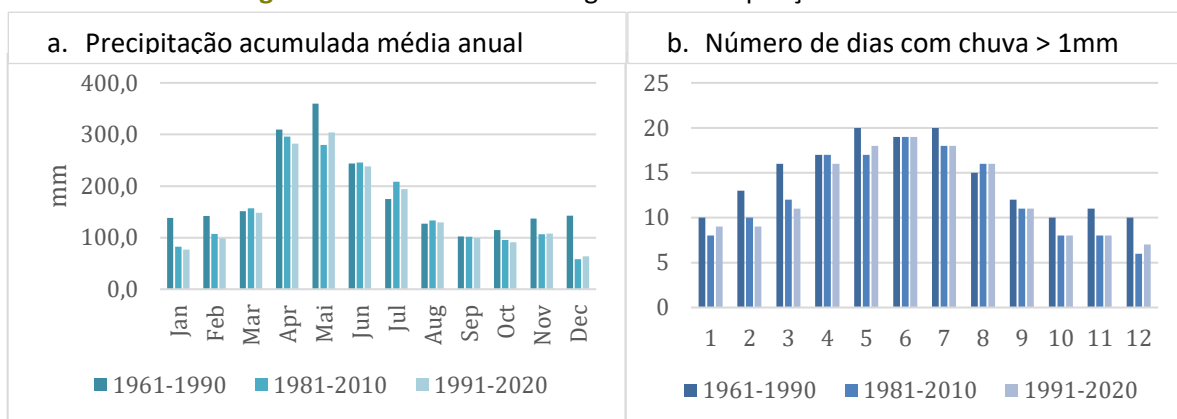 a. Precipitação acumulada média anual
400,0
300,0
200,0
100,0
0,0
mm
Jan Feb Mar Apr Mai Jun Jul Aug Sep Oct Nov Dec
1961-1990 1981-2010 1991-2020
b. Número de dias com chuva > 1mm
25
20
15
10
5
0
1 2 3 4 5 6 7 8 9 10 11 12
1961-1990 1981-2010 1991-2020